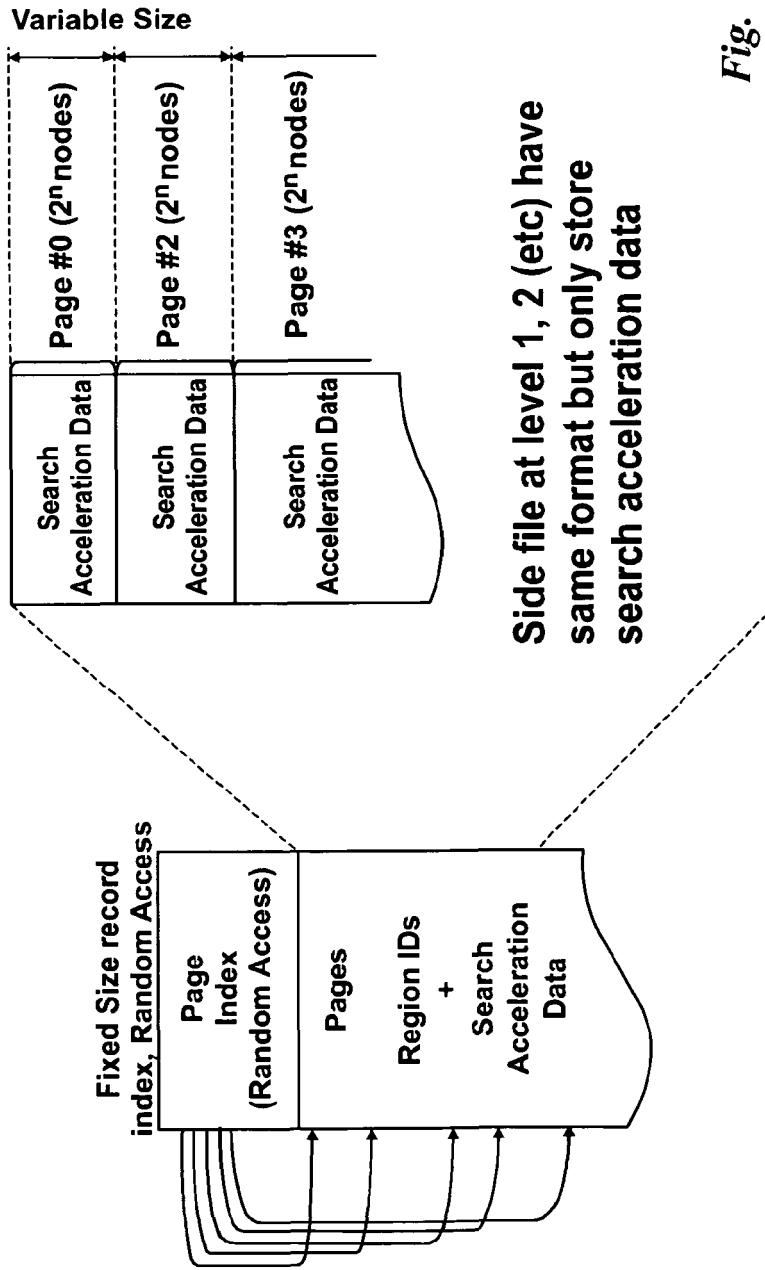 Variable Size
Page #0 (2ⁿ nodes)
Page #2 (2ⁿ nodes)
Page #3 (2ⁿ nodes)
Search
Acceleration Data
Search
Acceleration Data
Search
Acceleration Data
Fixed Size record
index, Random Access
Page
Index
(Random Access)
Pages
Region IDs
+
Search
Acceleration
Data
Side file at level 1, 2 (etc) have
same format but only store
search acceleration data
Fig.